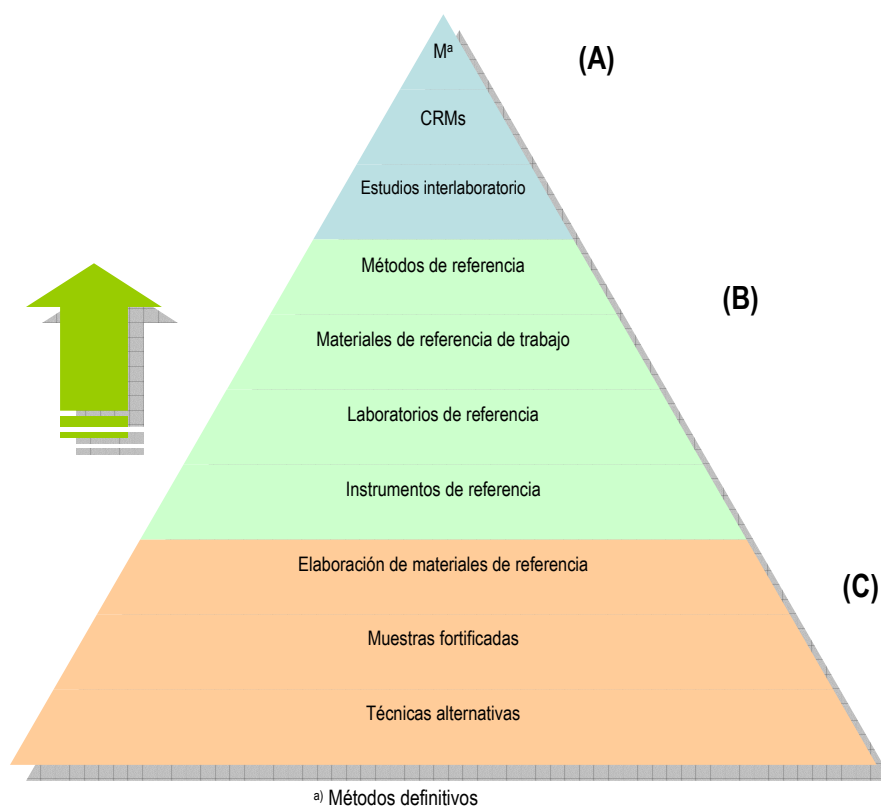 Mª
(A)
CRMs
Estudios interlaboratorio
Métodos de referencia
(B)
Materiales de referencia de trabajo
Laboratorios de referencia
Instrumentos de referencia
Elaboración de materiales de referencia
(C)
Muestras fortificadas
Técnicas alternativas
a) Métodos definitivos